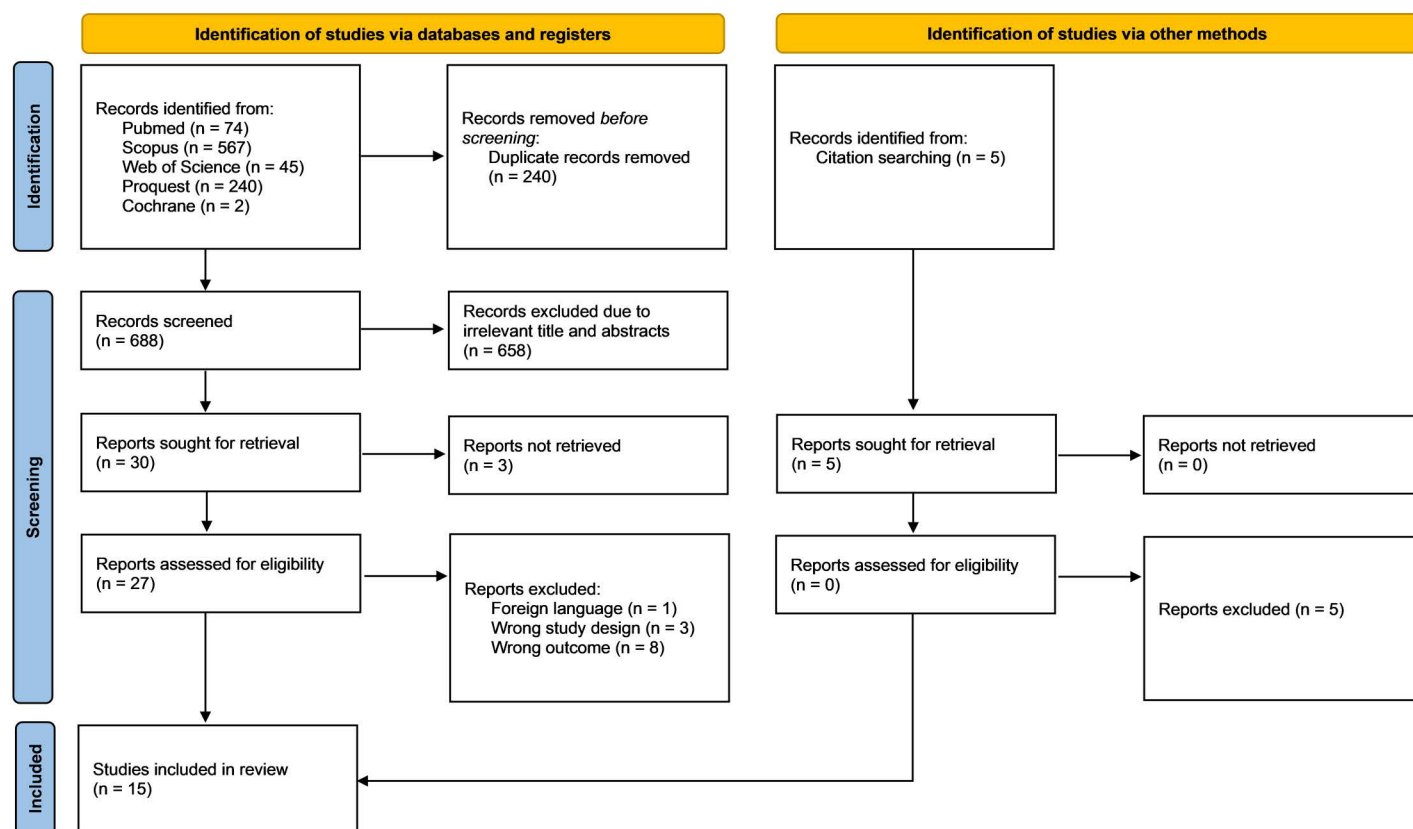 Identification of studies via databases and registers
Identification of studies via other methods
Identification
Records identified from:
Pubmed (n = 74)
Scopus (n = 567)
Web of Science (n = 45)
Proquest (n = 240)
Cochrane (n = 2)
Records removed before
screening:
Duplicate records removed
(n = 240)
Records identified from:
Citation searching (n = 5)
Screening
Records screened
(n = 688)
Records excluded due to
irrelevant title and abstracts
(n = 658)
Reports sought for retrieval
(n = 30)
Reports not retrieved
(n = 3)
Reports sought for retrieval
(n = 5)
Reports not retrieved
(n = 0)
Reports assessed for eligibility
(n = 27)
Reports excluded:
Foreign language (n = 1)
Wrong study design (n = 3)
Wrong outcome (n = 8)
Reports assessed for eligibility
(n = 0)
Reports excluded (n = 5)
Included
Studies included in review
(n = 15)